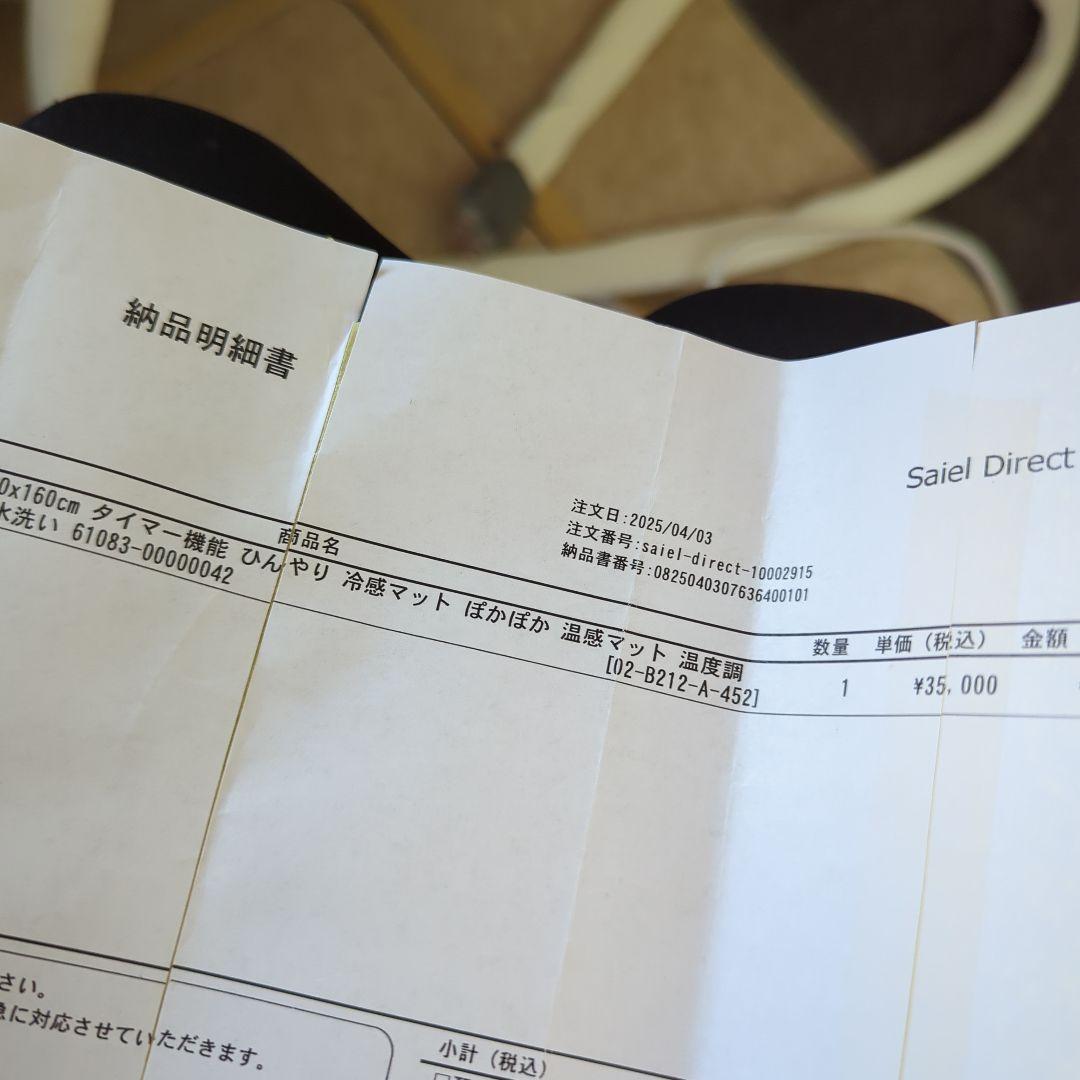 納品明細書
Saiel Direct
注文日:2025/04/03
注文番号:saiel-direct-10002915
納品書番号:0825040307636400101
商品名 数量 単価（税込） 金額
0x160cm タイマー機能 ひんやり 冷感マット ぽかぽか 温感マット 温度調
水洗い 61083-00000042 [02-B212-A-452] 1 ¥35,000
さい。
急に対応させていただきます。
小計（税込）